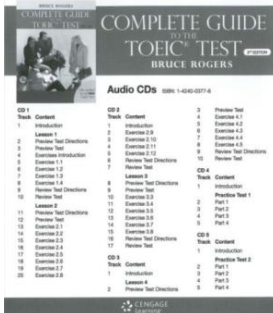 BRUCE ROGERS
COMPLETE GUIDE
TO THE
TOEIC® TEST
COMPLETE GUIDE
TO THE
TOEIC® TEST
3RD EDITION
BRUCE ROGERS
Audio CDs ISBN: 1-4240-0377-6
CD 1
Track Content
1 Introduction
Lesson 1
2 Preview Test Directions
3 Preview Test
4 Exercises Introduction
5 Exercise 1.1
6 Exercise 1.2
7 Exercise 1.3
8 Exercise 1.4
9 Review Test Directions
10 Review Test
Lesson 2
11 Preview Test Directions
12 Preview Test
13 Exercise 2.1
14 Exercise 2.2
15 Exercise 2.3
16 Exercise 2.4
17 Exercise 2.5
18 Exercise 2.6
19 Exercise 2.7
20 Exercise 2.8
CD 2
Track Content
1 Introduction
2 Exercise 2.9
3 Exercise 2.10
4 Exercise 2.11
5 Exercise 2.12
6 Review Test Directions
7 Review Test
Lesson 3
8 Preview Test Directions
9 Preview Test
10 Exercise 3.3
11 Exercise 3.4
12 Exercise 3.5
13 Exercise 3.6
14 Exercise 3.7
15 Exercise 3.8
16 Review Test Directions
17 Review Test
CD 3
Track Content
1 Introduction
Lesson 4
2 Preview Test Directions
3 Preview Test
4 Exercise 4.1
5 Exercise 4.2
6 Exercise 4.3
7 Exercise 4.4
8 Exercise 4.5
9 Review Test Directions
10 Review Test
CD 4
Track Content
1 Introduction
Practice Test 1
2 Part 1
3 Part 2
4 Part 3
5 Part 4
CD 5
Track Content
1 Introduction
Practice Test 2
2 Part 1
3 Part 2
4 Part 3
5 Part 4
CENGAGE
Learning